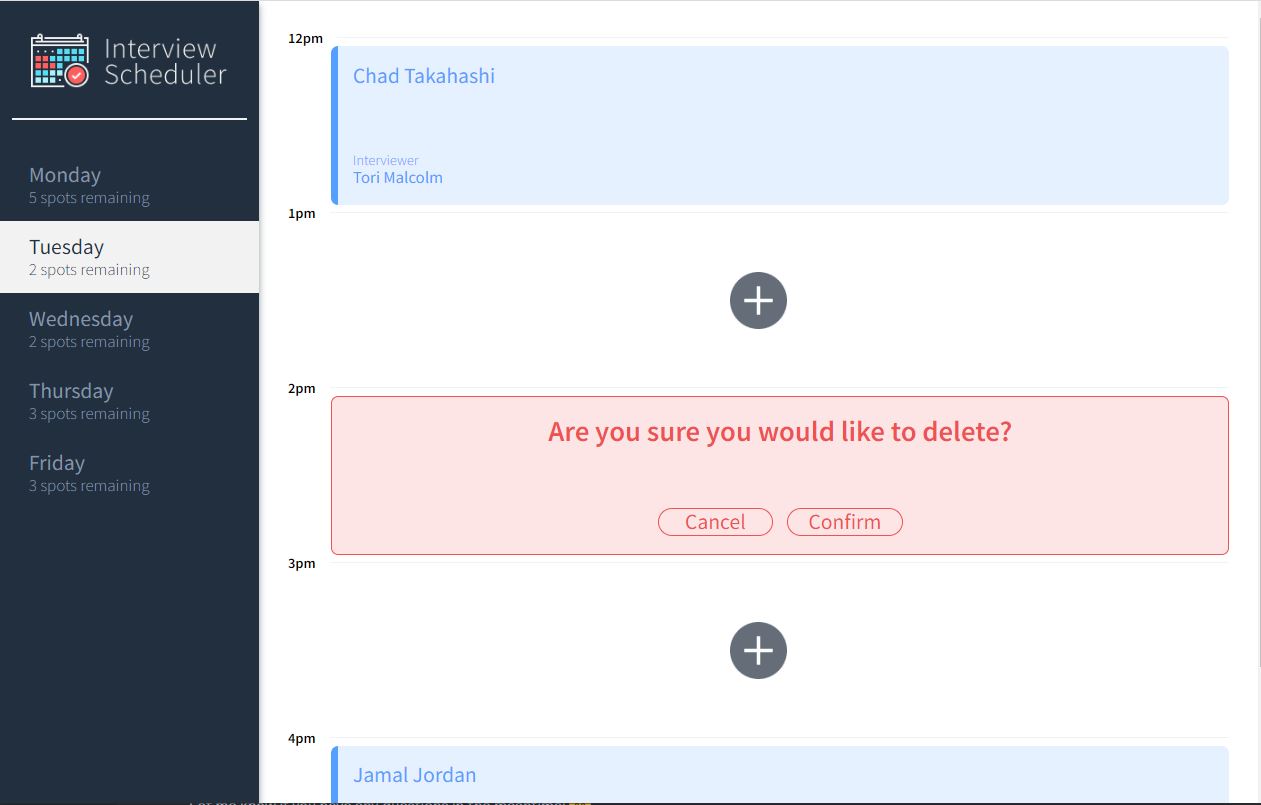 Interview
Scheduler
Monday
5 spots remaining
Tuesday
2 spots remaining
Wednesday
2 spots remaining
Thursday
3 spots remaining
Friday
3 spots remaining
12pm
Chad Takahashi
Interviewer
Tori Malcolm
1pm
2pm
Are you sure you would like to delete?
Cancel
Confirm
3pm
4pm
Jamal Jordan